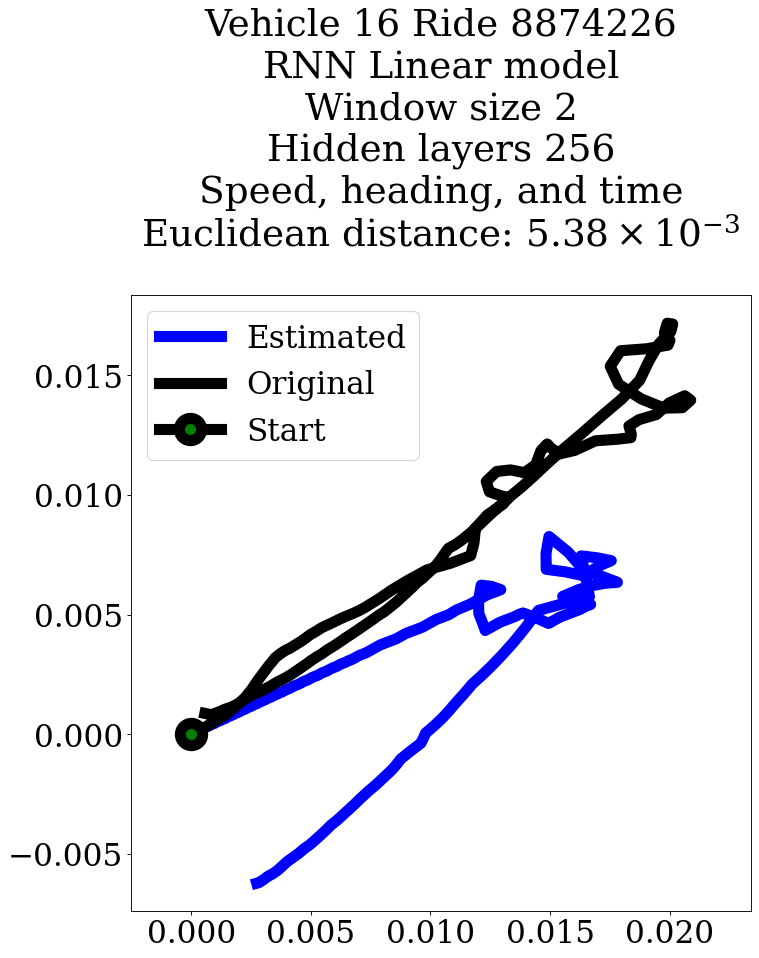 Vehicle 16 Ride 8874226
RNN Linear model
Window size 2
Hidden layers 256
Speed, heading, and time
Euclidean distance: 5.38 × 10⁻³
Estimated
Original
Start
0.015
0.010
0.005
0.000
−0.005
0.000 0.005 0.010 0.015 0.020